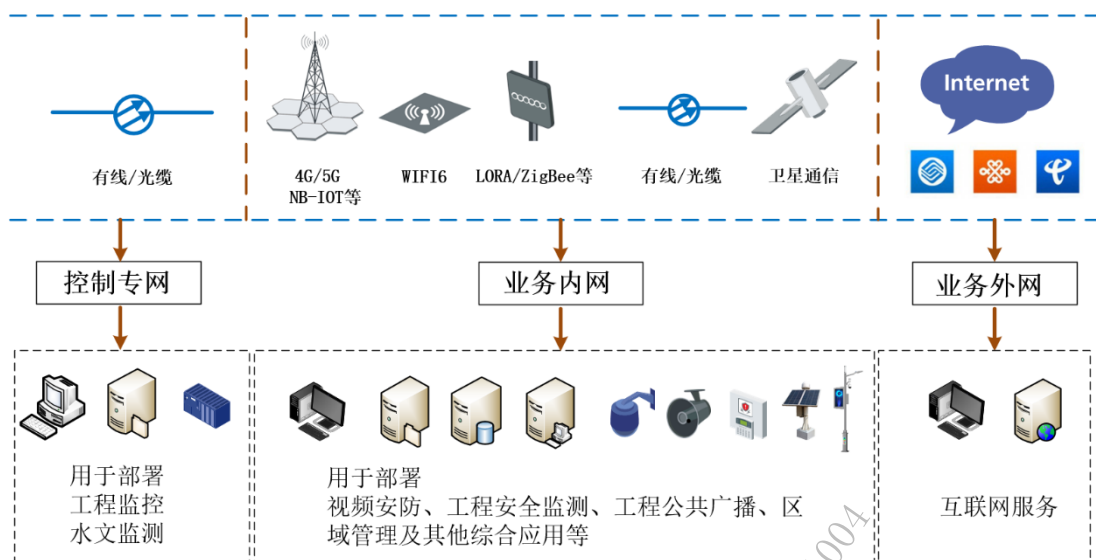 Internet
有线/光缆
4G/5G
NB-IOT等
WIFI6
LORA/ZigBee等
有线/光缆
卫星通信
控制专网
业务内网
业务外网
用于部署
工程监控
水文监测
用于部署
视频安防、工程安全监测、工程公共广播、区
域管理及其他综合应用等
互联网服务
004